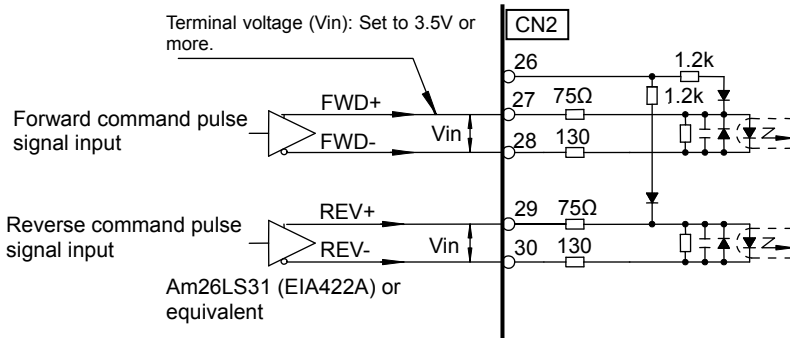 Terminal voltage (Vin): Set to 3.5V or
more.
CN2
26
1.2k
27
75Ω
1.2k
FWD+
Forward command pulse
signal input
Vin
FWD-
28
130
29
75Ω
REV+
Reverse command pulse
signal input
Vin
REV-
30
130
Am26LS31 (EIA422A) or
equivalent